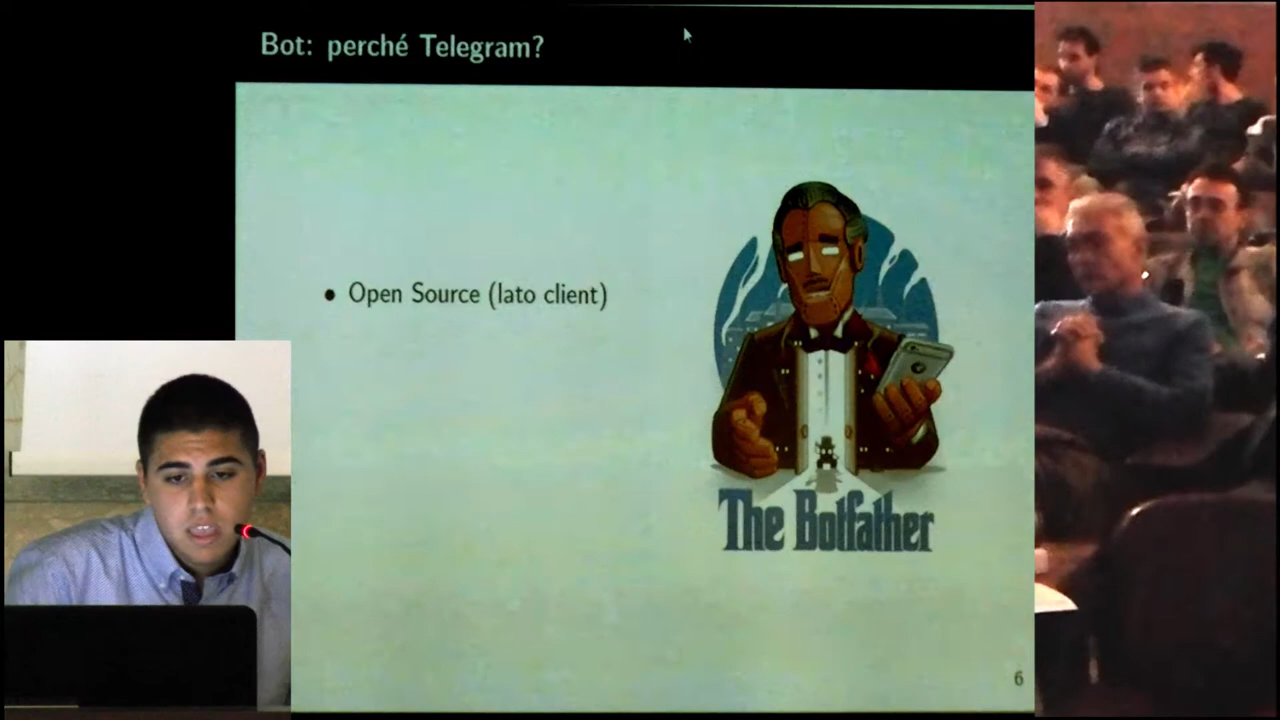 Bot: perché Telegram?
• Open Source (lato client)
The Botfather
6